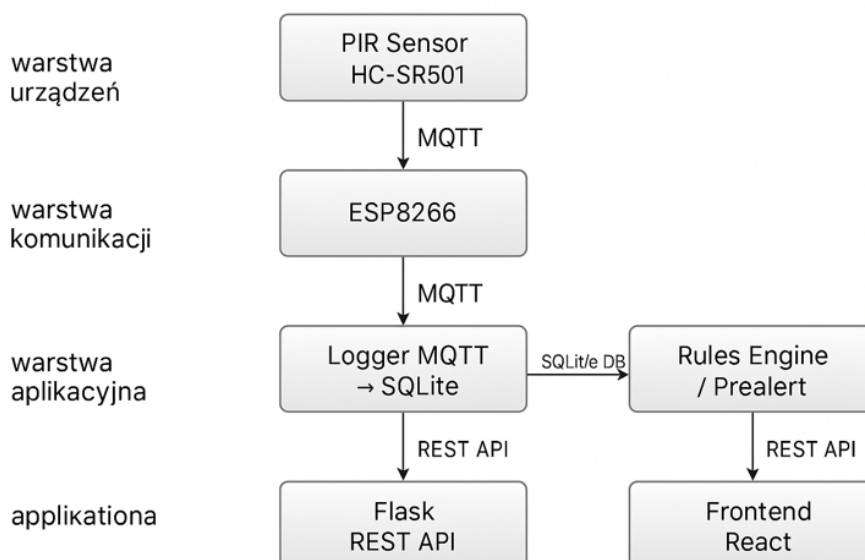 PIR Sensor
HC-SR501
warstwa
urządzeń
MQTT
warstwa
komunikacji
ESP8266
MQTT
warstwa
aplikacyjna
Logger MQTT
→ SQLite
SQLit/e DB
Rules Engine
/ Prealert
REST API
REST API
applikationa
Flask
REST API
Frontend
React